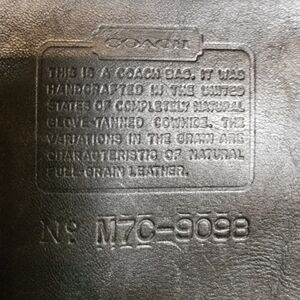 COACH
THIS IS A COACH BAG. IT WAS
HANDCRAFTED IN THE UNITED
STATES OF COMPLETELY NATURAL
GLOVE-TANNED COWHIDE. THE
VARIATIONS IN THE GRAIN ARE
CHARACTERISTIC OF NATURAL
FULL-GRAIN LEATHER.
Nº M7C-9098